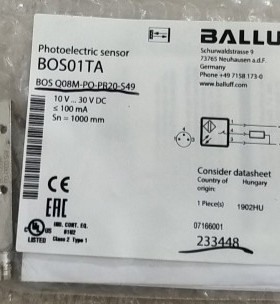 BALLU
Photoelectric sensor
BOS01TA
BOS Q08M-PO-PR20-S49
Schurwaldstrasse 9
73765 Neuhausen a.d.F.
Germany
Phone +49 7158 173-0
www.balluff.com
10 V... 30 V DC
≤ 100 mA
Sn = 1000 mm
CE
EAC
Consider datasheet
Country of Hungary
origin:
1 Piece(s) 1902HU
UL
LISTED
IND. CONT. EQ.
Class 2 Type 1
07166001
233448